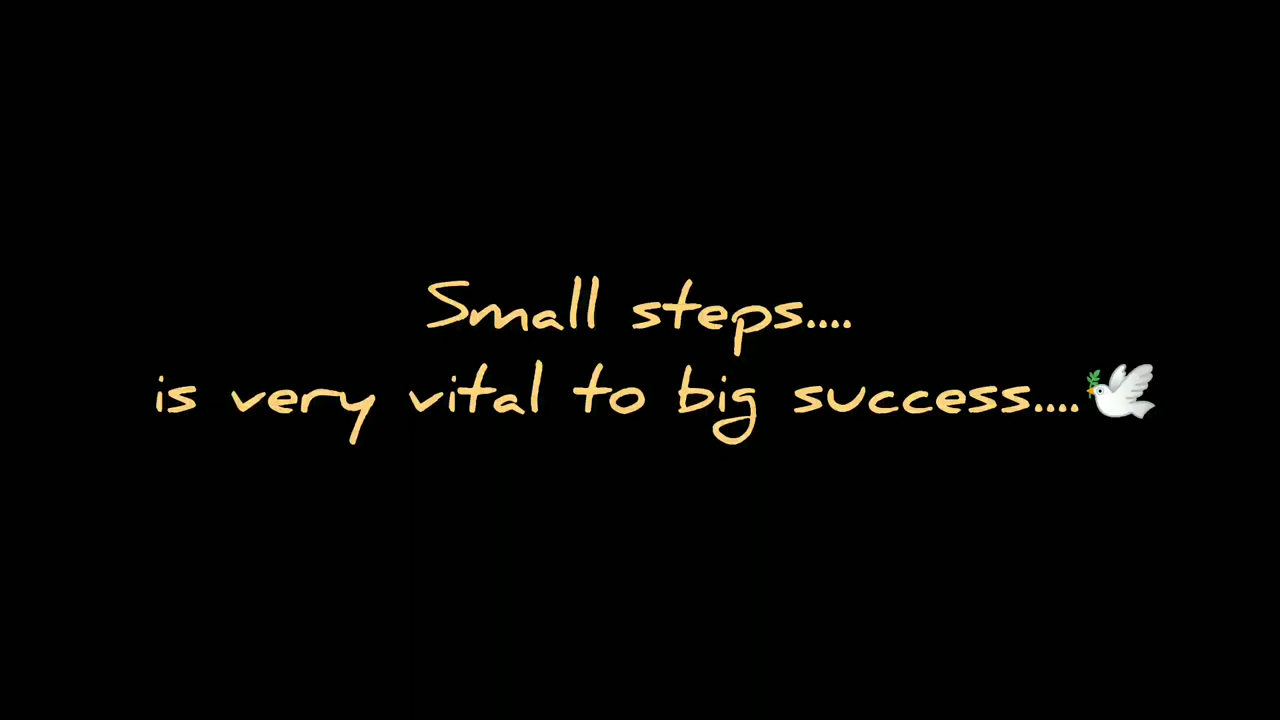 Small steps....
is very vital to big success....🕊️